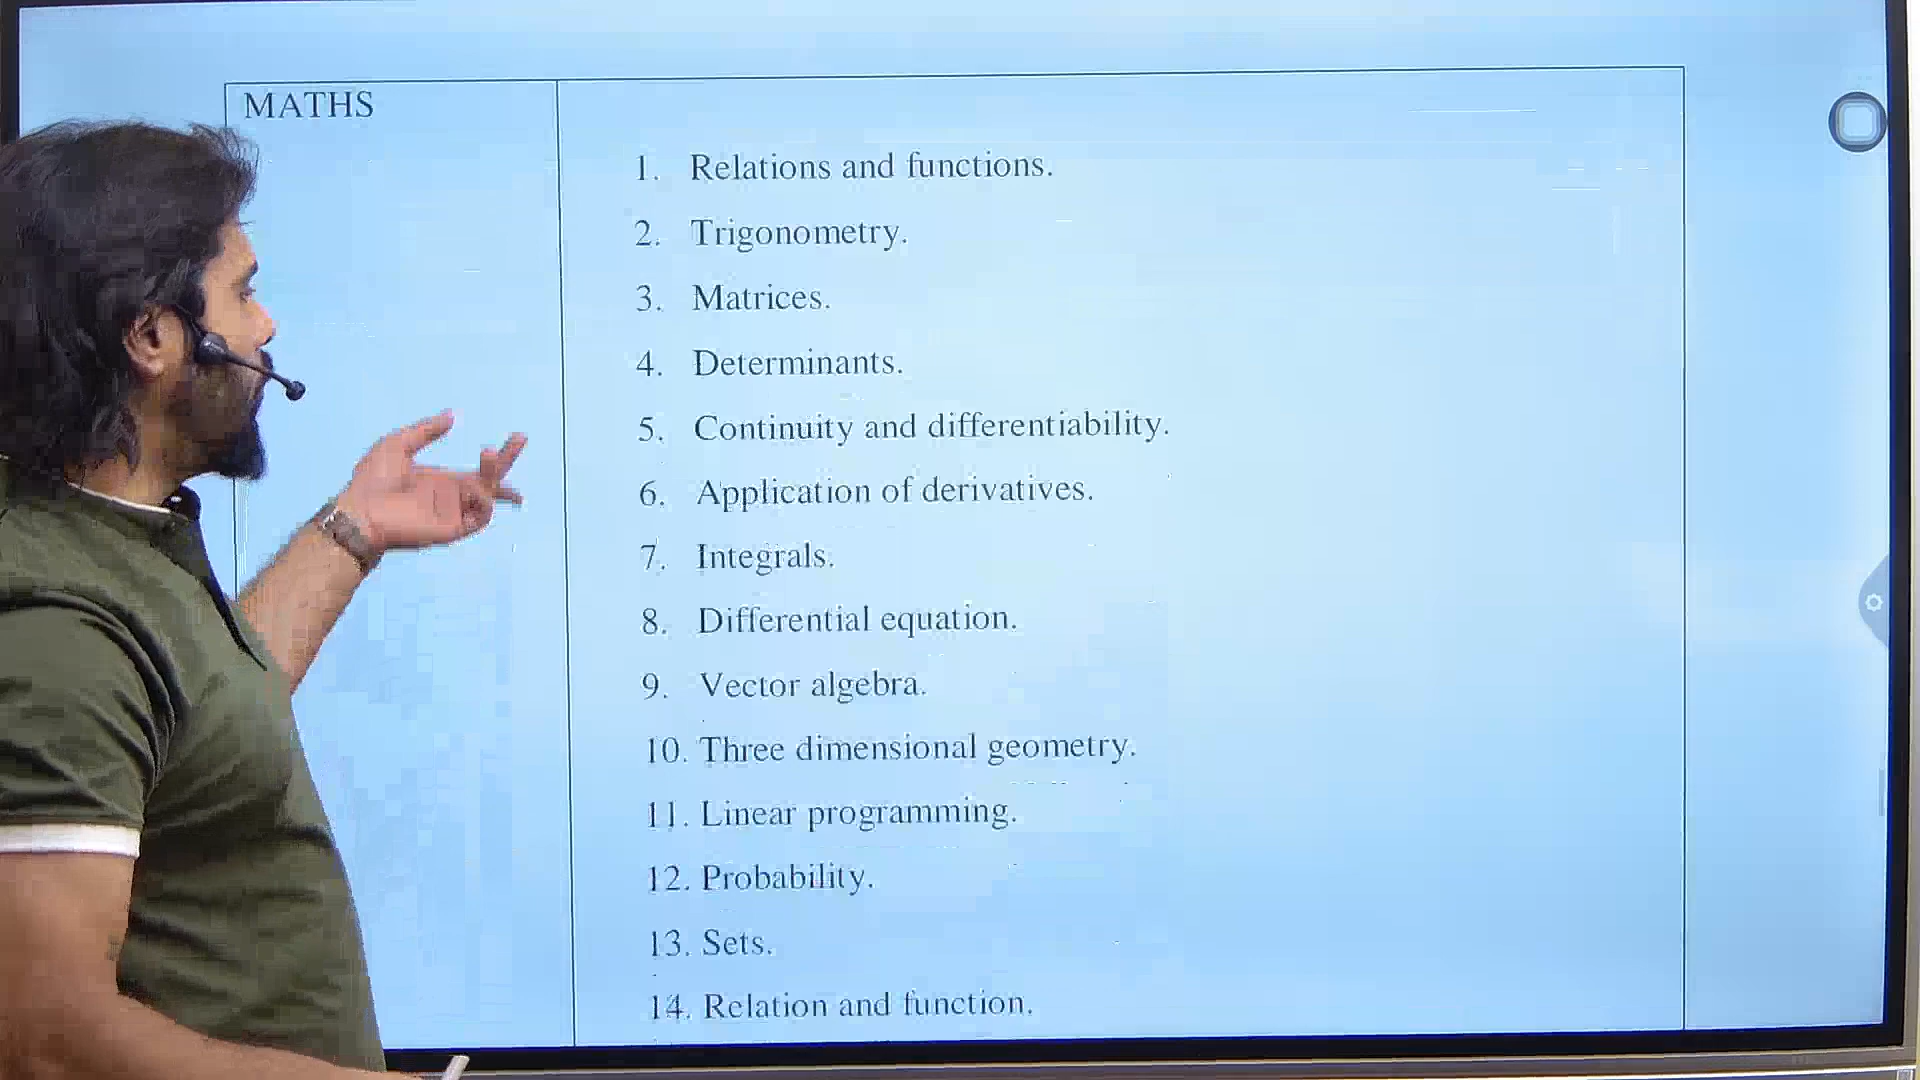 MATHS
1. Relations and functions.
2. Trigonometry.
3. Matrices.
4. Determinants.
5. Continuity and differentiability.
6. Application of derivatives.
7. Integrals.
8. Differential equation.
9. Vector algebra.
10. Three dimensional geometry.
11. Linear programming.
12. Probability.
13. Sets.
14. Relation and function.